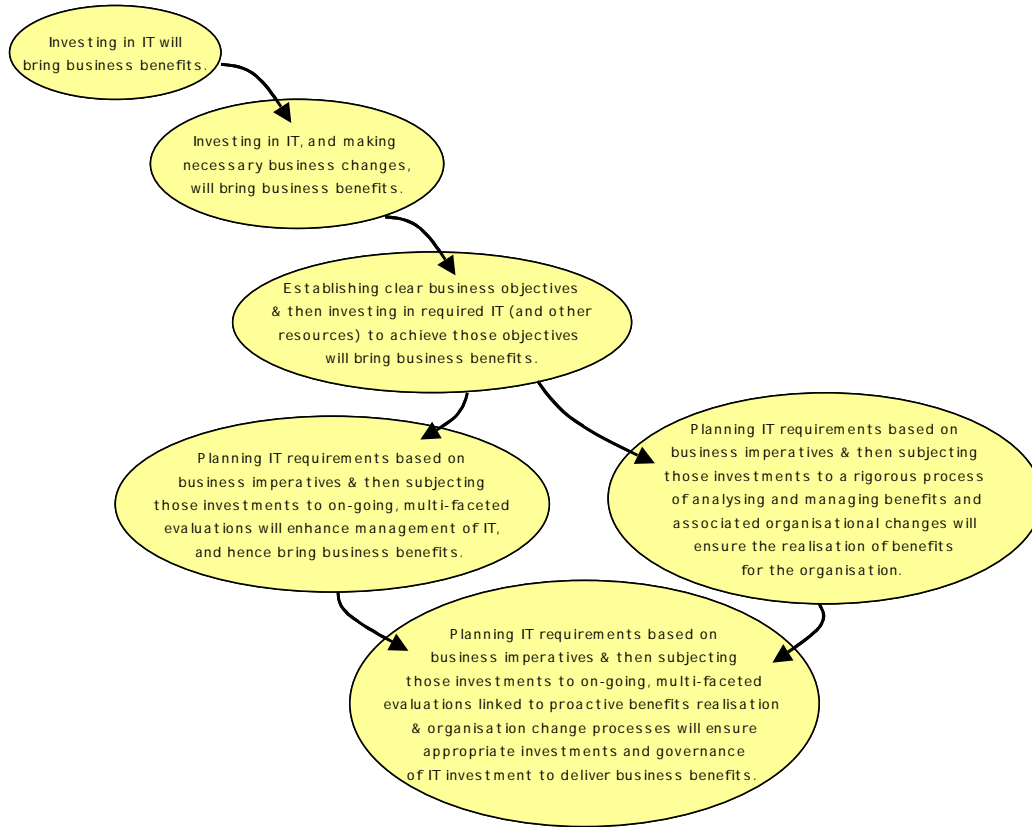 Investing in IT will
bring business benefits.
Investing in IT, and making
necessary business changes,
will bring business benefits.
Establishing clear business objectives
& then investing in required IT (and other
resources) to achieve those objectives
will bring business benefits.
Planning IT requirements based on
business imperatives & then subjecting
those investments to on-going, multi-faceted
evaluations will enhance management of IT,
and hence bring business benefits.
Planning IT requirements based on
business imperatives & then subjecting
those investments to a rigorous process
of analysing and managing benefits and
associated organisational changes will
ensure the realisation of benefits
for the organisation.
Planning IT requirements based on
business imperatives & then subjecting
those investments to on-going, multi-faceted
evaluations linked to proactive benefits realisation
& organisation change processes will ensure
appropriate investments and governance
of IT investment to deliver business benefits.